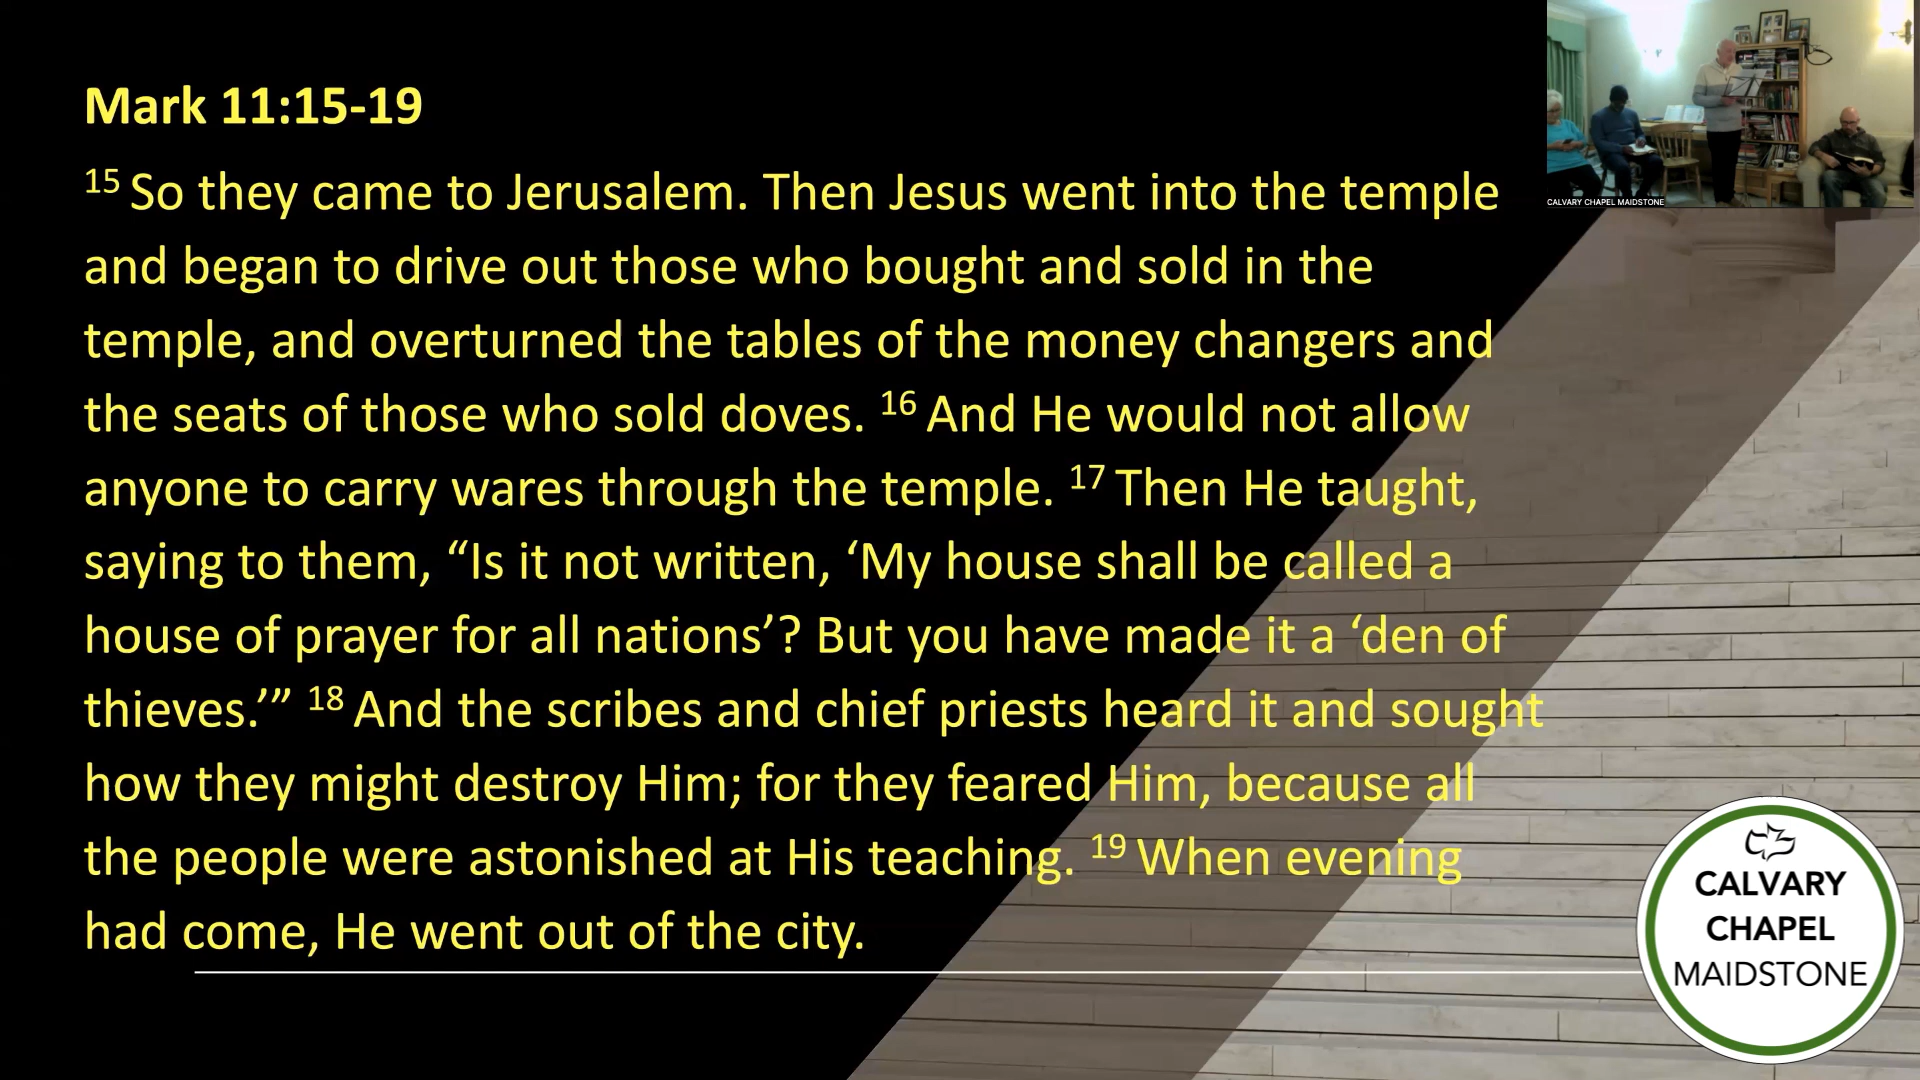 Mark 11:15-19
15 So they came to Jerusalem. Then Jesus went into the temple
and began to drive out those who bought and sold in the
temple, and overturned the tables of the money changers and
the seats of those who sold doves. 16 And He would not allow
anyone to carry wares through the temple. 17 Then He taught,
saying to them, “Is it not written, ‘My house shall be called a
house of prayer for all nations’? But you have made it a ‘den of
thieves.’” 18 And the scribes and chief priests heard it and sought
how they might destroy Him; for they feared Him, because all
the people were astonished at His teaching. 19 When evening
had come, He went out of the city.
CALVARY CHAPEL MAIDSTONE
CALVARY
CHAPEL
MAIDSTONE